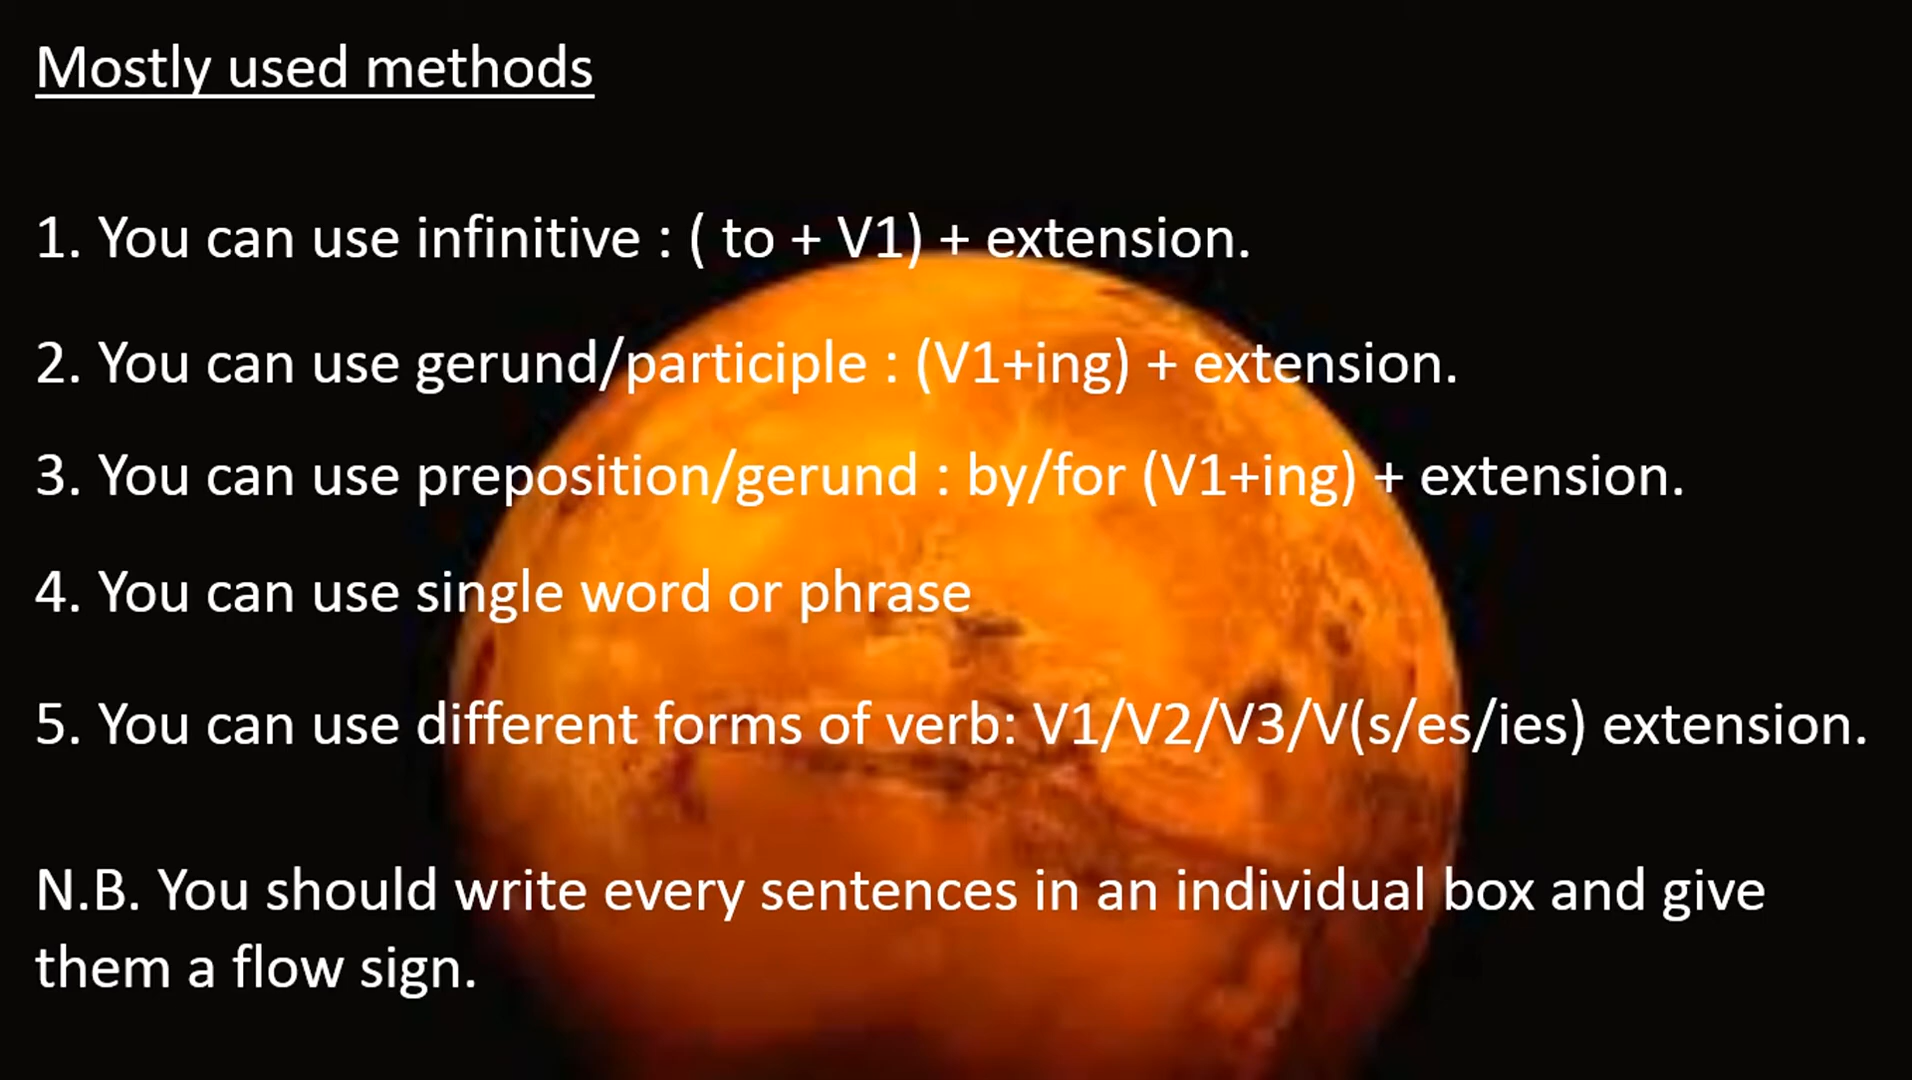 Mostly used methods
1. You can use infinitive : ( to + V1) + extension.
2. You can use gerund/participle : (V1+ing) + extension.
3. You can use preposition/gerund : by/for (V1+ing) + extension.
4. You can use single word or phrase
5. You can use different forms of verb: V1/V2/V3/V(s/es/ies) extension.
N.B. You should write every sentences in an individual box and give
them a flow sign.